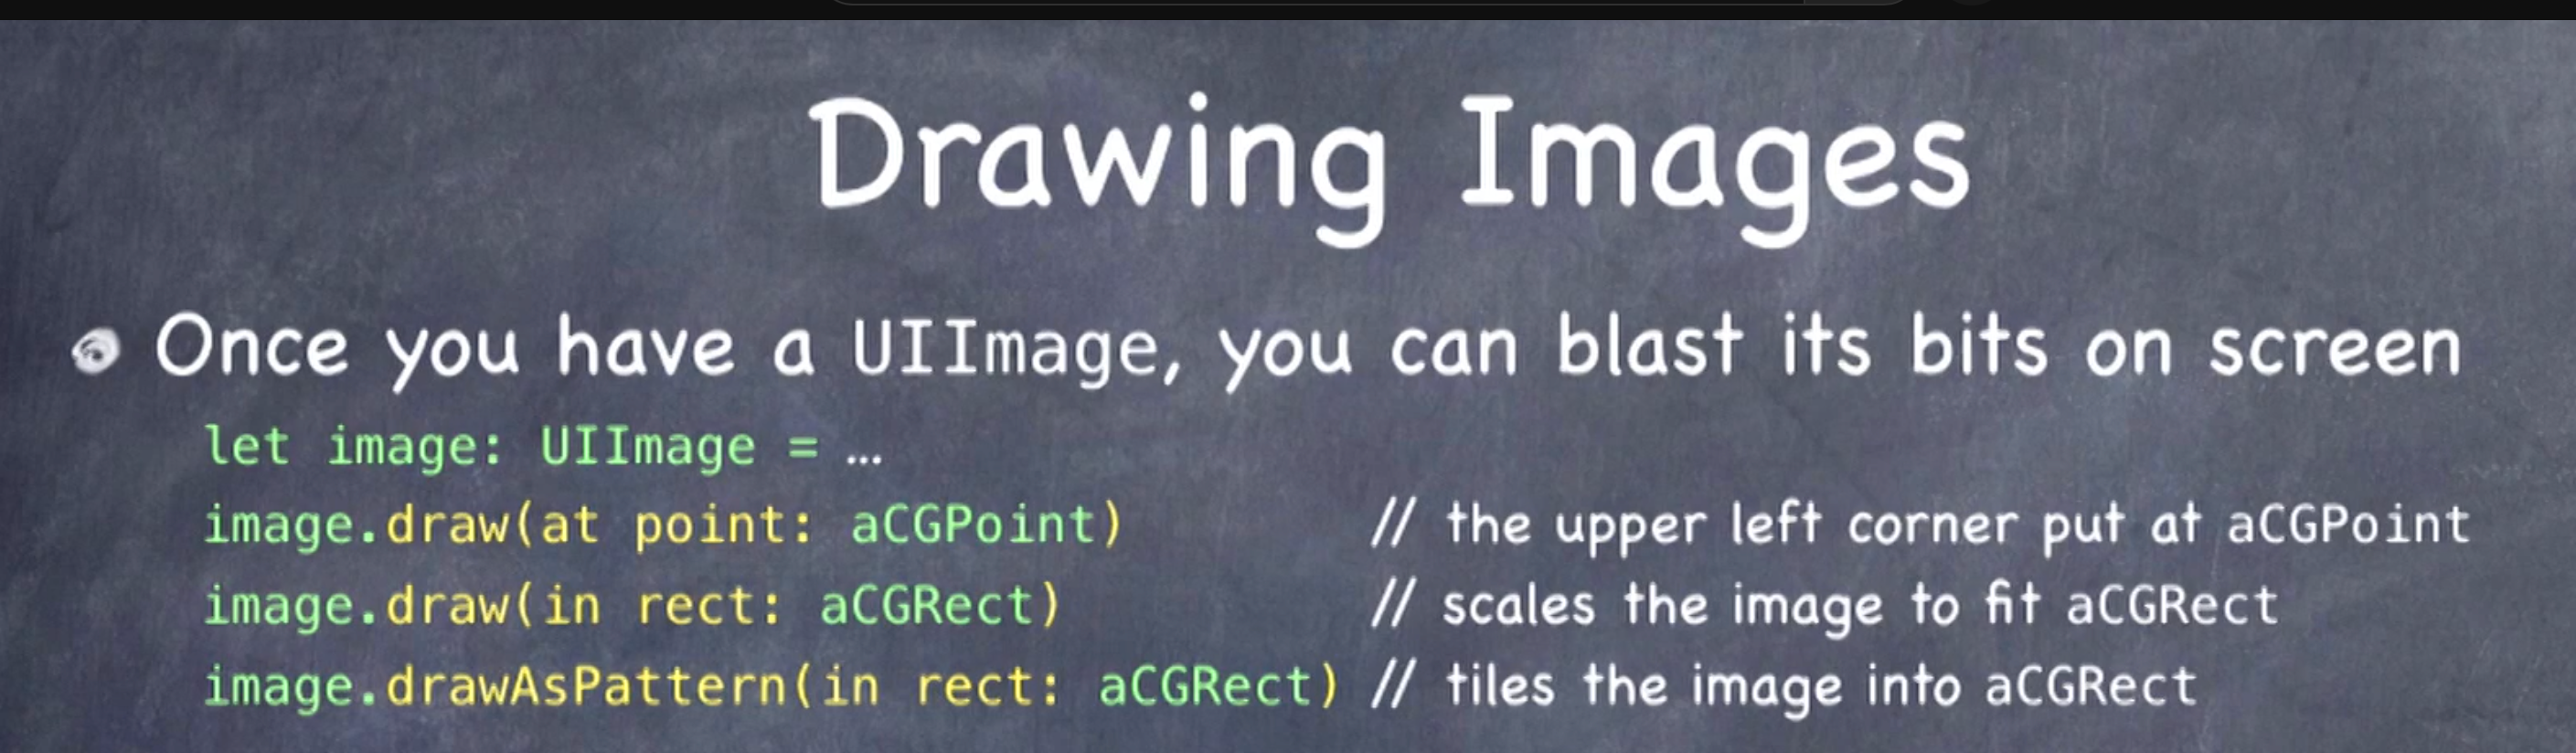 Drawing Images
Once you have a UIImage, you can blast its bits on screen
let image: UIImage = …
image.draw(at point: aCGPoint) // the upper left corner put at aCGPoint
image.draw(in rect: aCGRect) // scales the image to fit aCGRect
image.drawAsPattern(in rect: aCGRect) // tiles the image into aCGRect